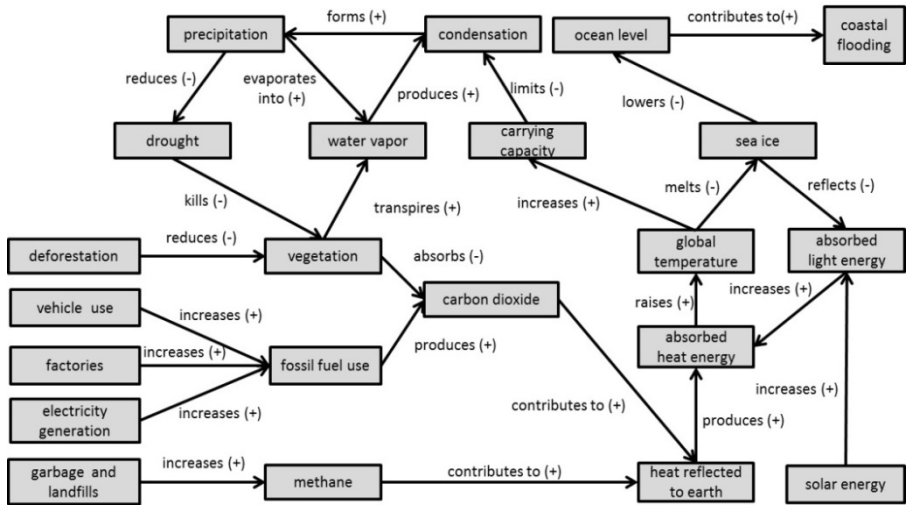 forms (+)
contributes to(+)
precipitation
condensation
ocean level
coastal
flooding
reduces (-)
evaporates
into (+)
produces (+)
limits (-)
lowers (-)
drought
water vapor
carrying
capacity
sea ice
kills (-)
transpires (+)
increases (+)
melts (-)
reflects (-)
deforestation
reduces (-)
vegetation
absorbs (-)
global
temperature
absorbed
light energy
vehicle use
increases (+)
carbon dioxide
raises (+)
increases (+)
factories
increases (+)
fossil fuel use
produces (+)
absorbed
heat energy
electricity
generation
increases (+)
contributes to (+)
produces (+)
increases (+)
garbage and
landfills
increases (+)
methane
contributes to (+)
heat reflected
to earth
solar energy